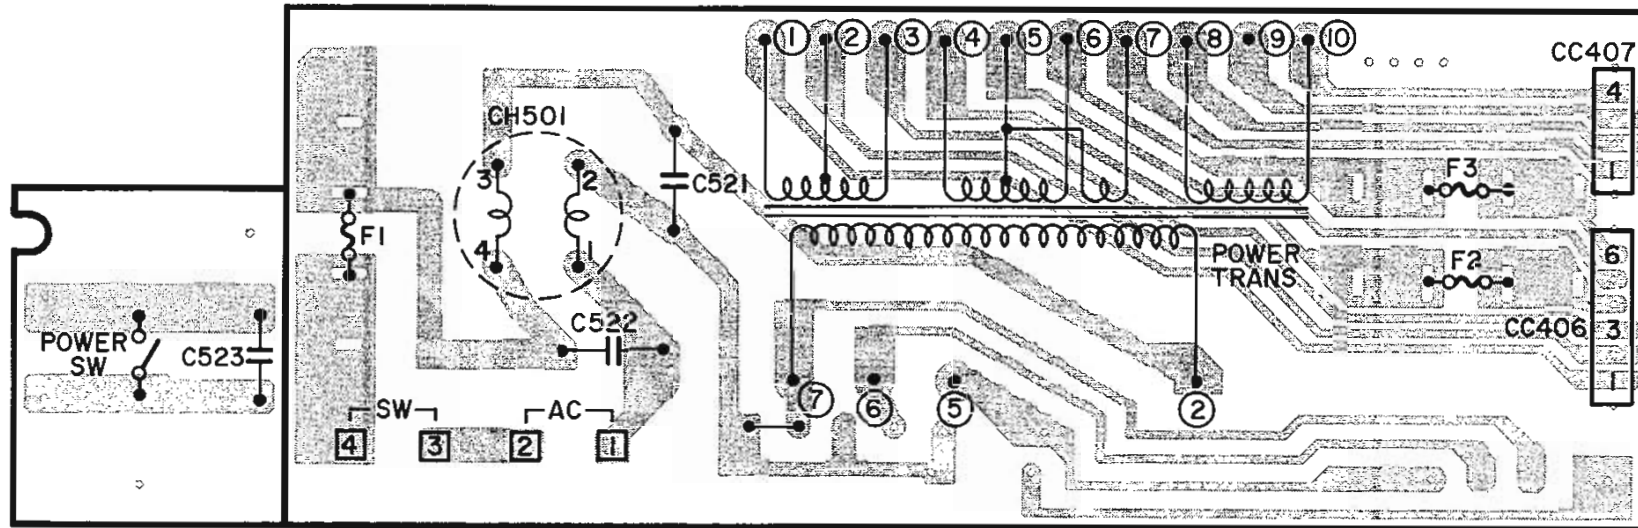 ① ② ③ ④ ⑤ ⑥ ⑦ ⑧ ⑨ ⑩
CC407
4
1
CH501
3 2
4 1
C521
F3
F1
POWER
TRANS
6
F2
CC406 3
1
POWER
SW
C523
C522
⑦ ⑥ ⑤ ②
SW AC
4 3 2 1